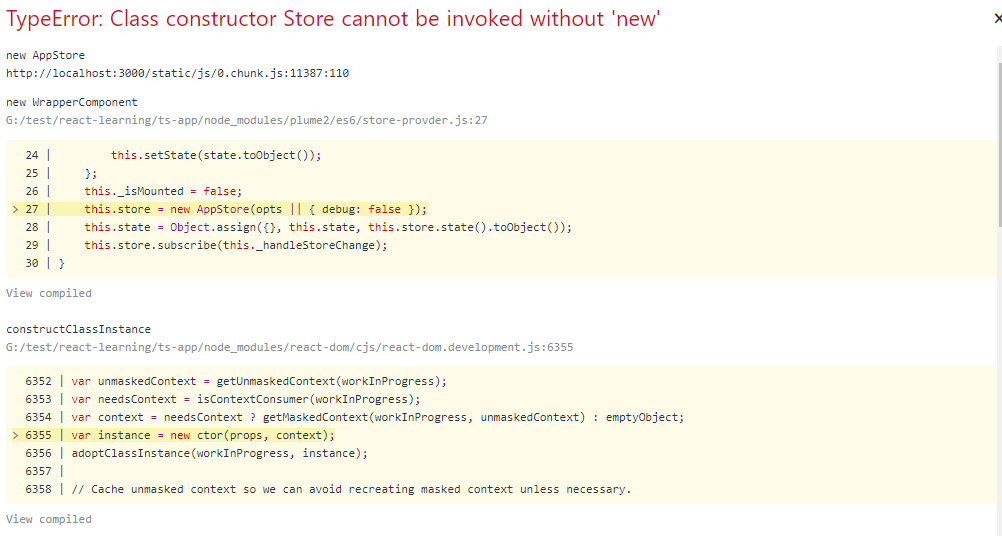 TypeError: Class constructor Store cannot be invoked without 'new'
×
new AppStore
http://localhost:3000/static/js/0.chunk.js:11387:110
new WrapperComponent
G:/test/react-learning/ts-app/node_modules/plume2/es6/store-provder.js:27
24 | this.setState(state.toObject());
25 | };
26 | this._isMounted = false;
> 27 | this.store = new AppStore(opts || { debug: false });
28 | this.state = Object.assign({}, this.state, this.store.state().toObject());
29 | this.store.subscribe(this._handleStoreChange);
30 | }
View compiled
constructClassInstance
G:/test/react-learning/ts-app/node_modules/react-dom/cjs/react-dom.development.js:6355
6352 | var unmaskedContext = getUnmaskedContext(workInProgress);
6353 | var needsContext = isContextConsumer(workInProgress);
6354 | var context = needsContext ? getMaskedContext(workInProgress, unmaskedContext) : emptyObject;
> 6355 | var instance = new ctor(props, context);
6356 | adoptClassInstance(workInProgress, instance);
6357 |
6358 | // Cache unmasked context so we can avoid recreating masked context unless necessary.
View compiled